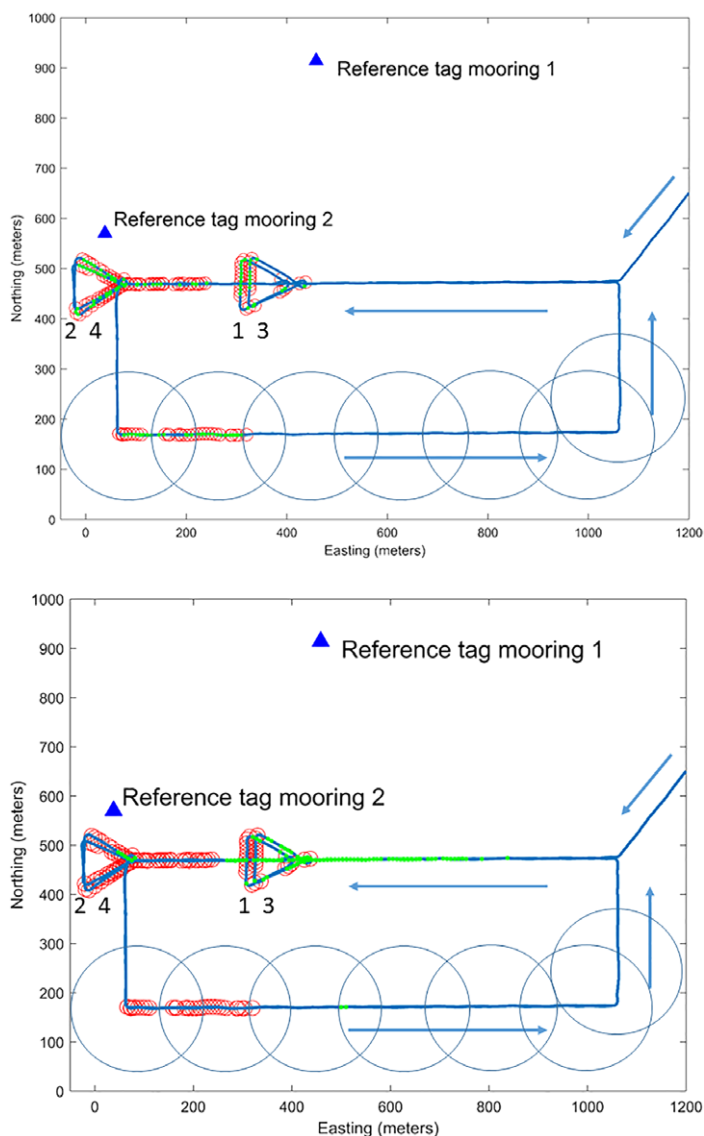 1000
900
Reference tag mooring 1
800
700
Northing (meters)
600
Reference tag mooring 2
500
400
2 4
1 3
300
200
100
0
0 200 400 600 800 1000 1200
Easting (meters)
1000
900
Reference tag mooring 1
800
700
Northing (meters)
600
Reference tag mooring 2
500
400
2 4
1 3
300
200
100
0
0 200 400 600 800 1000 1200
Easting (meters)